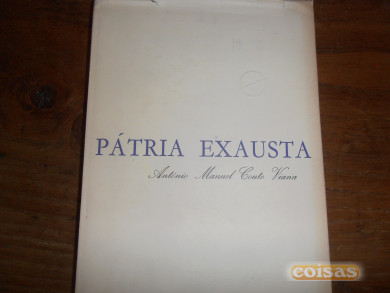 PÁTRIA EXAUSTA
António Manuel Couto Viana
coisas